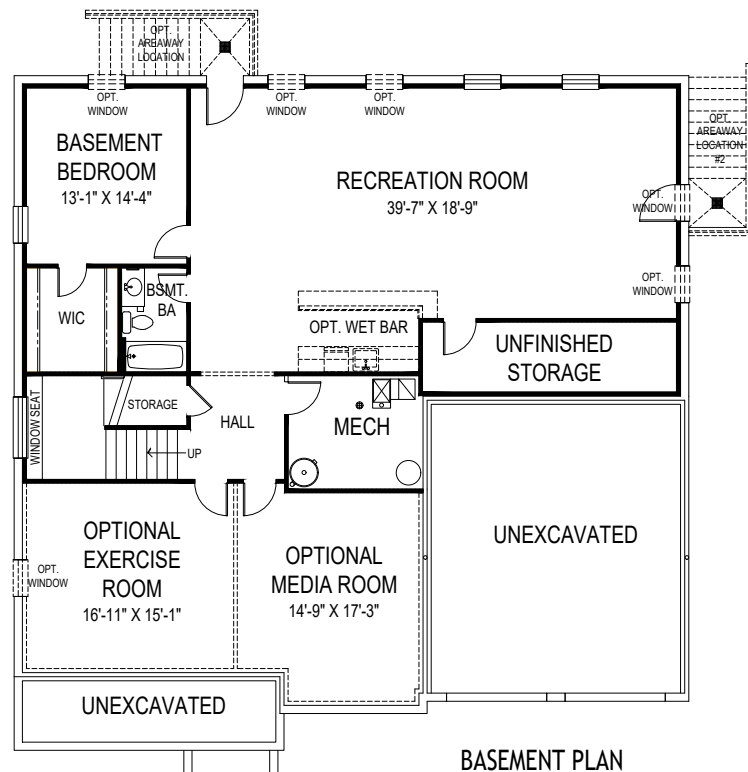 OPT.
AREAWAY
LOCATION
OPT.
WINDOW
OPT.
WINDOW
OPT.
WINDOW
OPT.
AREAWAY
LOCATION
#2
BASEMENT
BEDROOM
13'-1" X 14'-4"
RECREATION ROOM
39'-7" X 18'-9"
OPT.
WINDOW
OPT.
WINDOW
WIC
BSMT.
BA
OPT. WET BAR
UNFINISHED
STORAGE
WINDOW SEAT
STORAGE
HALL
MECH
UP
OPTIONAL
EXERCISE
ROOM
16'-11" X 15'-1"
OPT.
WINDOW
OPTIONAL
MEDIA ROOM
14'-9" X 17'-3"
UNEXCAVATED
UNEXCAVATED
BASEMENT PLAN